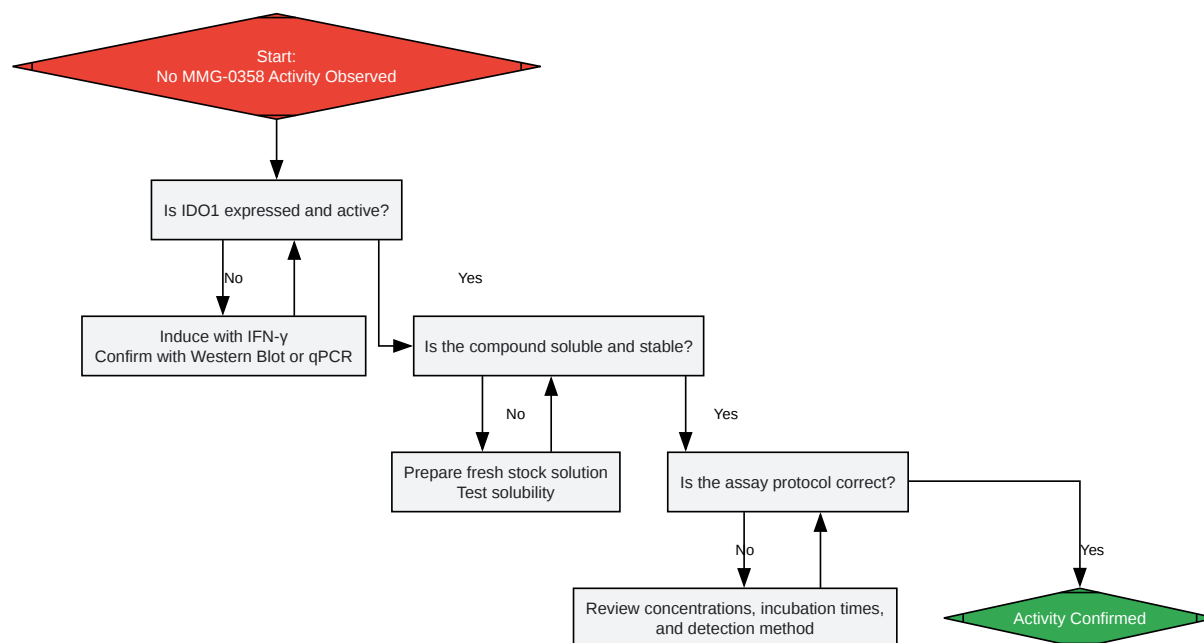 Start:
No MMG-0358 Activity Observed
Is IDO1 expressed and active?
No
Yes
Induce with IFN-γ
Confirm with Western Blot or qPCR
Is the compound soluble and stable?
No
Yes
Prepare fresh stock solution
Test solubility
Is the assay protocol correct?
No
Yes
Review concentrations, incubation times,
and detection method
Activity Confirmed